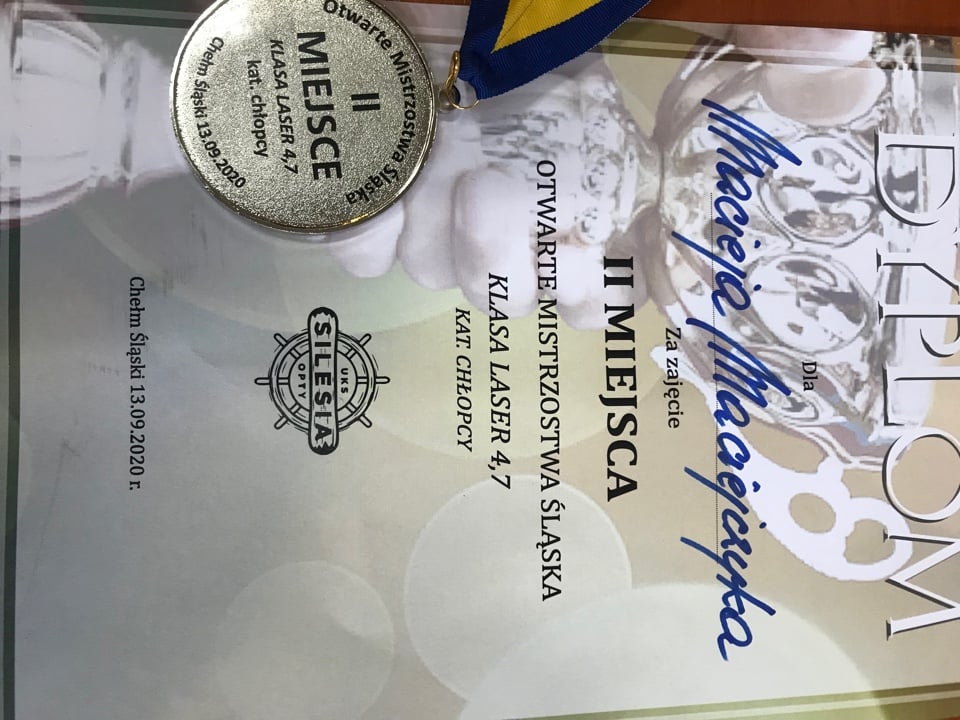 DYPLOM
Dla
Macieja Maciejczyka
Za zajęcie
II MIEJSCA
OTWARTE MISTRZOSTWA ŚLĄSKA
KLASA LASER 4,7
KAT. CHŁOPCY
UKS
SILESIA
OPTY
Chełm Śląski 13.09.2020 r.
Otwarte Mistrzostwa Śląska
II
MIEJSCE
KLASA LASER 4,7
kat. chłopcy
Chełm Śląski 13.09.2020